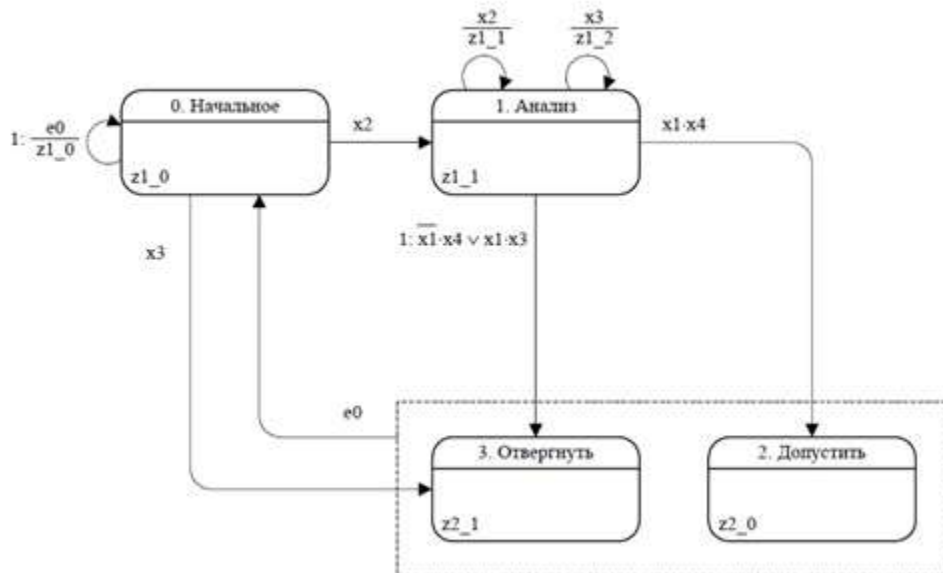 x2
z1_1
x3
z1_2
0. Начальное
1. Анализ
1: e0
z1_0
x2
x1·x4
z1_0
z1_1
x3
1: x̅1̅·x4 ∨ x1·x3
e0
3. Отвергнуть
2. Допустить
z2_1
z2_0